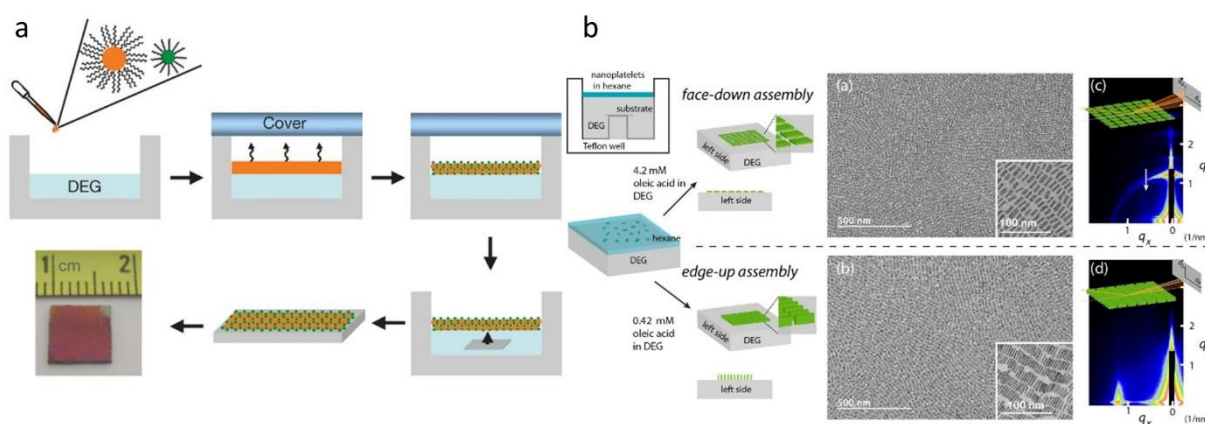 a
DEG
Cover
1 cm 2
b
nanoplatelets
in hexane
substrate
DEG
Teflon well
face-down assembly
left side
DEG
4.2 mM
oleic acid in
DEG
left side
hexane
DEG
edge-up assembly
left side
DEG
0.42 mM
oleic acid
in DEG
left side
(a)
500 nm
100 nm
(b)
500 nm
100 nm
(c)
2
q
1
1
0
qx
(1/nm)
(d)
2
q
1
1
0
qx
(1/nm)